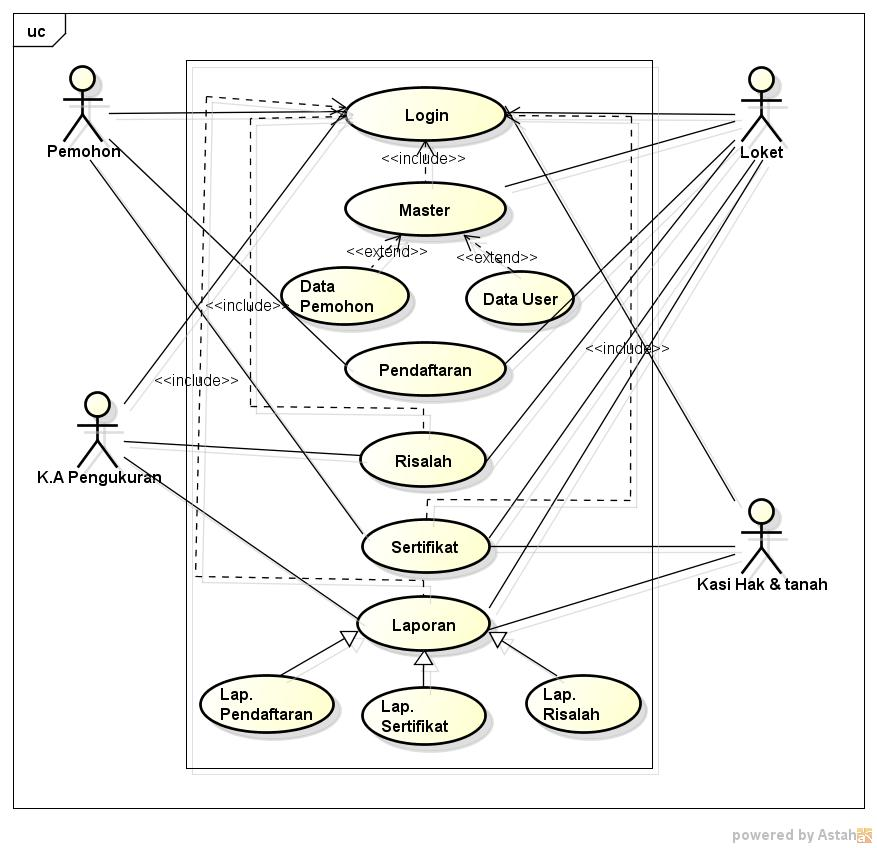 uc
Pemohon
Loket
Login
<<include>>
Master
<<extend>>
<<extend>>
Data
Pemohon
Data User
<<include>>
<<include>>
Pendaftaran
<<include>>
K.A Pengukuran
Risalah
Sertifikat
Kasi Hak & tanah
Laporan
Lap.
Pendaftaran
Lap.
Sertifikat
Lap.
Risalah
powered by Astah